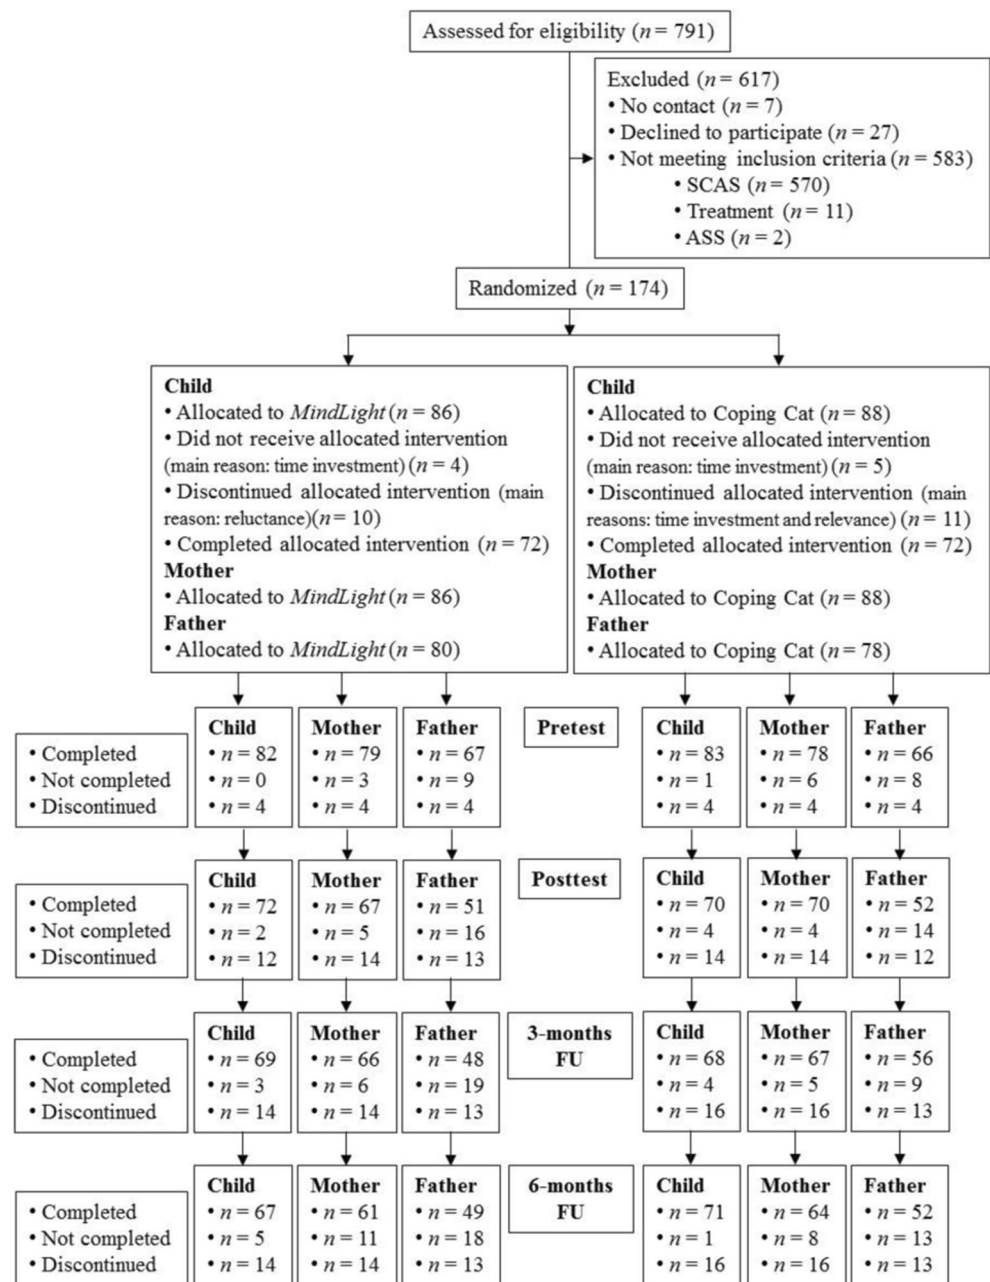 Assessed for eligibility (n = 791)
Excluded (n = 617)
• No contact (n = 7)
• Declined to participate (n = 27)
• Not meeting inclusion criteria (n = 583)
• SCAS (n = 570)
• Treatment (n = 11)
• ASS (n = 2)
Randomized (n = 174)
Child
• Allocated to MindLight (n = 86)
• Did not receive allocated intervention
(main reason: time investment) (n = 4)
• Discontinued allocated intervention (main
reason: reluctance)(n = 10)
• Completed allocated intervention (n = 72)
Mother
• Allocated to MindLight (n = 86)
Father
• Allocated to MindLight (n = 80)
Child
• Allocated to Coping Cat (n = 88)
• Did not receive allocated intervention
(main reason: time investment) (n = 5)
• Discontinued allocated intervention (main
reasons: time investment and relevance) (n = 11)
• Completed allocated intervention (n = 72)
Mother
• Allocated to Coping Cat (n = 88)
Father
• Allocated to Coping Cat (n = 78)
Child Mother Father Pretest Child Mother Father
• Completed • n = 82 • n = 79 • n = 67 • n = 83 • n = 78 • n = 66
• Not completed • n = 0 • n = 3 • n = 9 • n = 1 • n = 6 • n = 8
• Discontinued • n = 4 • n = 4 • n = 4 • n = 4 • n = 4 • n = 4
Child Mother Father Posttest Child Mother Father
• Completed • n = 72 • n = 67 • n = 51 • n = 70 • n = 70 • n = 52
• Not completed • n = 2 • n = 5 • n = 16 • n = 4 • n = 4 • n = 14
• Discontinued • n = 12 • n = 14 • n = 13 • n = 14 • n = 14 • n = 12
Child Mother Father 3-months Child Mother Father
• Completed • n = 69 • n = 66 • n = 48 FU • n = 68 • n = 67 • n = 56
• Not completed • n = 3 • n = 6 • n = 19 • n = 4 • n = 5 • n = 9
• Discontinued • n = 14 • n = 14 • n = 13 • n = 16 • n = 16 • n = 13
Child Mother Father 6-months Child Mother Father
• Completed • n = 67 • n = 61 • n = 49 FU • n = 71 • n = 64 • n = 52
• Not completed • n = 5 • n = 11 • n = 18 • n = 1 • n = 8 • n = 13
• Discontinued • n = 14 • n = 14 • n = 13 • n = 16 • n = 16 • n = 13